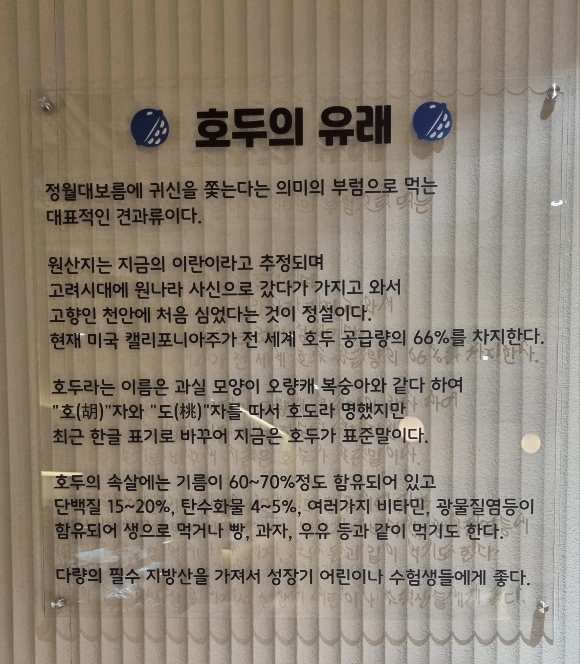 호두의 유래
정월대보름에 귀신을 쫓는다는 의미의 부럼으로 먹는
대표적인 견과류이다.
원산지는 지금의 이란이라고 추정되며
고려시대에 원나라 사신으로 갔다가 가지고 와서
고향인 천안에 처음 심었다는 것이 정설이다.
현재 미국 캘리포니아주가 전 세계 호두 공급량의 66%를 차지한다.
호두라는 이름은 과실 모양이 오랑캐 복숭아와 같다 하여
"호(胡)"자와 "도(桃)"자를 따서 호도라 명했지만
최근 한글 표기로 바꾸어 지금은 호두가 표준말이다.
호두의 속살에는 기름이 60~70%정도 함유되어 있고
단백질 15~20%, 탄수화물 4~5%, 여러가지 비타민, 광물질염등이
함유되어 생으로 먹거나 빵, 과자, 우유 등과 같이 먹기도 한다.
다량의 필수 지방산을 가져서 성장기 어린이나 수험생들에게 좋다.